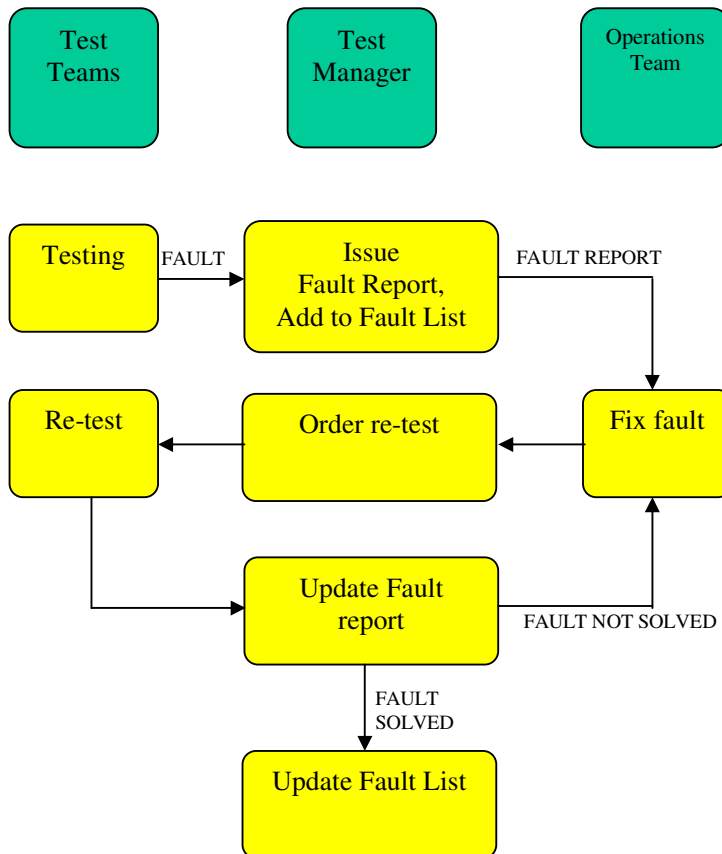 Test
Teams
Test
Manager
Operations
Team
Testing
FAULT
Issue
Fault Report,
Add to Fault List
FAULT REPORT
Re-test
Order re-test
Fix fault
Update Fault
report
FAULT NOT SOLVED
FAULT
SOLVED
Update Fault List